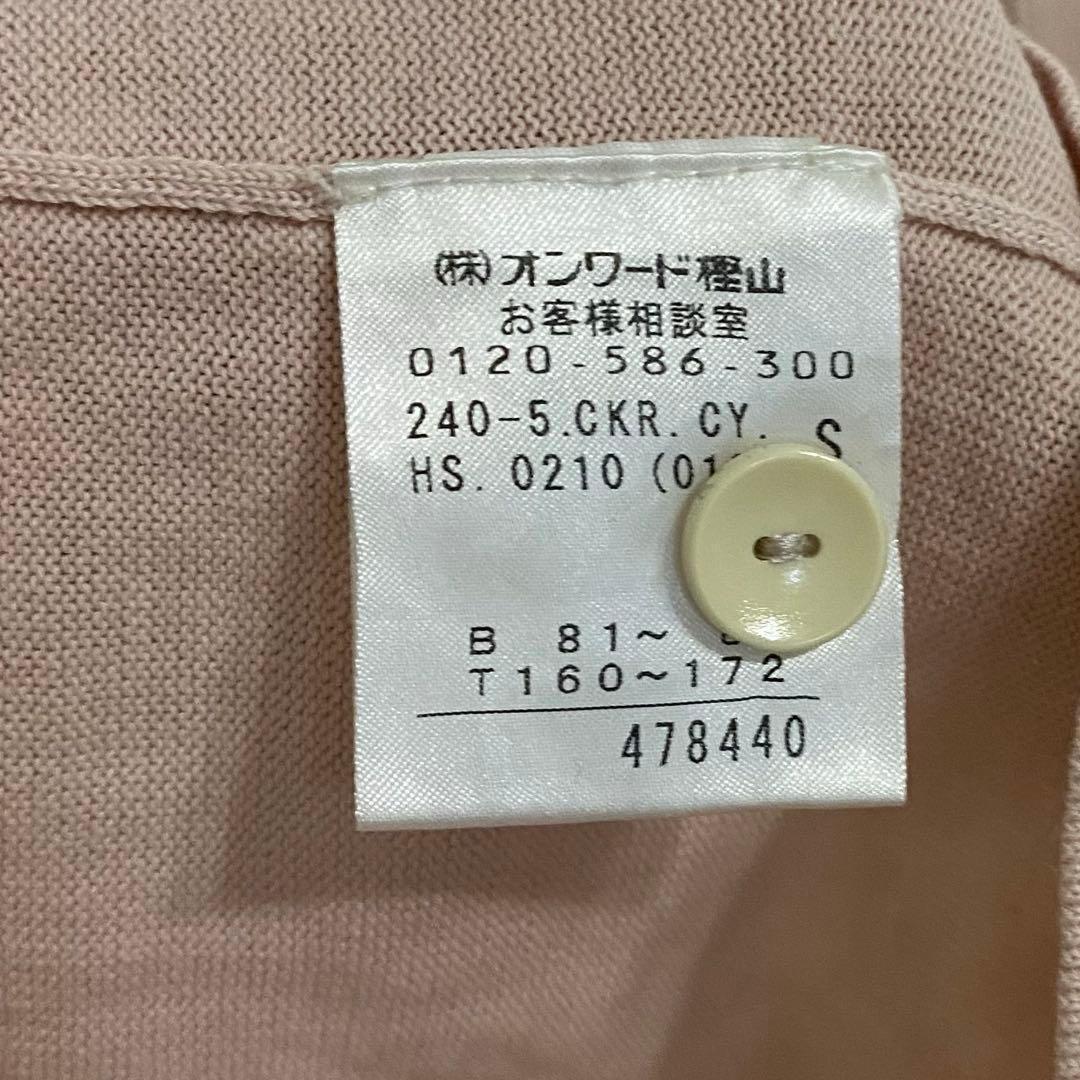 (株)オンワード樫山
お客様相談室
0120-586-300
240-5.CKR.CY. S
HS. 0210
B 81~
T160~172
478440